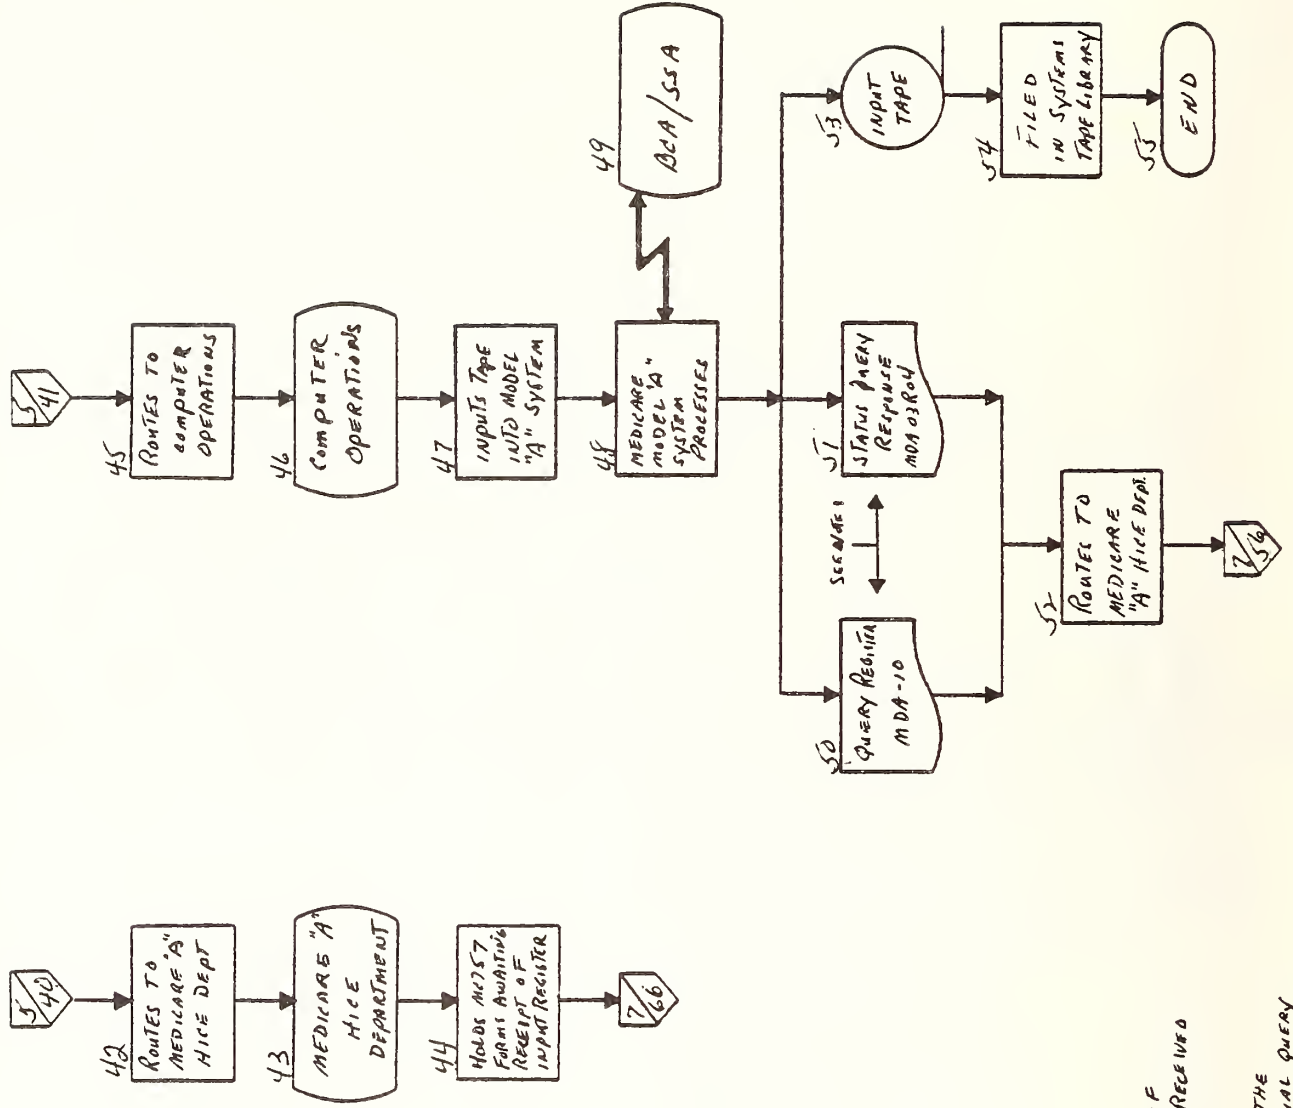 5/40
42
ROUTES TO
MEDICARE "A"
HICE DEPT
43
MEDICARE "A"
HICE
DEPARTMENT
44
HOLDS MC757
FORMS AWAITING
RECEIPT OF
INPUT REGISTER
7/66
5/41
45
ROUTES TO
COMPUTER
OPERATIONS
46
COMPUTER
OPERATIONS
47
INPUTS TAPE
INTO MODEL
"A" SYSTEM
48
MEDICARE
MODEL "A"
SYSTEM
PROCESSES
49
BCA/SSA
50
QUERY REGISTER
MDA-10
SEE NOTE 1
51
STATUS QUERY
RESPONSE
MDA03R04
52
ROUTES TO
MEDICARE
"A" HICE DEPT.
7/56
53
INPUT
TAPE
54
FILED
IN SYSTEMS
TAPE LIBRARY
55
END
F
RECEIVED
THE
IAL QUERY